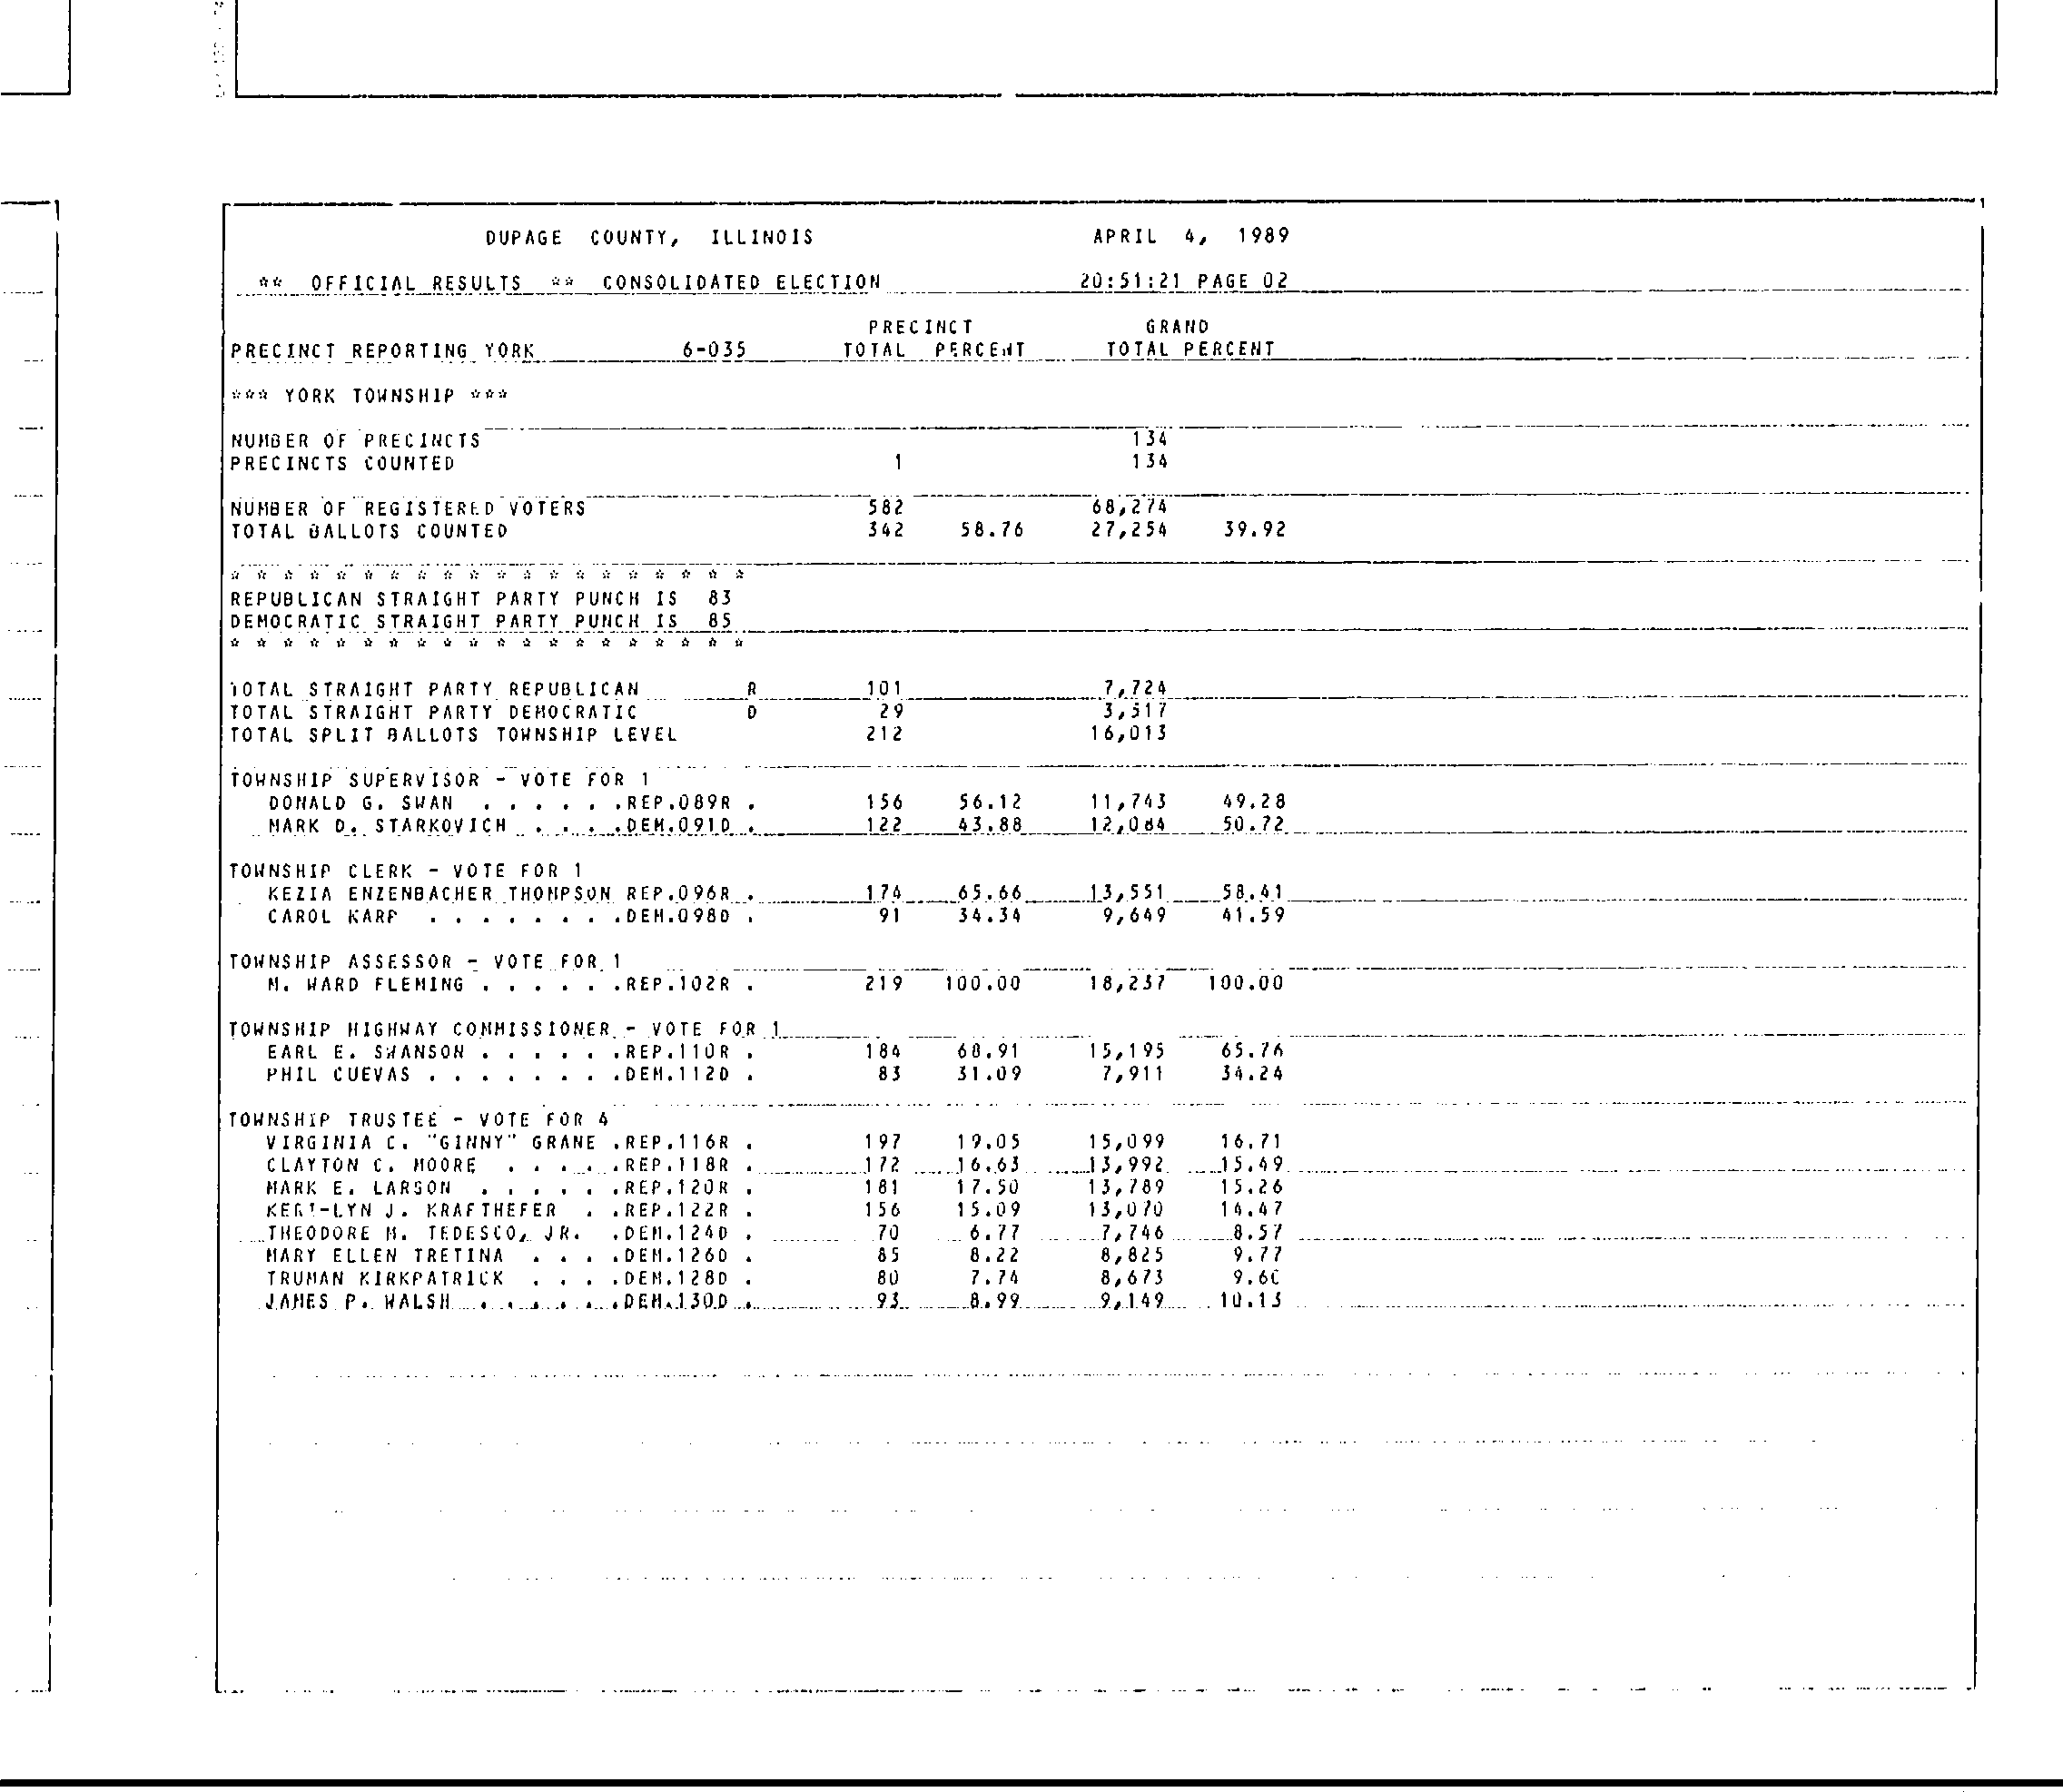 DUPAGE COUNTY, ILLINOIS APRIL 4, 1989
** OFFICIAL RESULTS ** CONSOLIDATED ELECTION 20:51:21 PAGE 02
PRECINCT GRAND
PRECINCT REPORTING YORK 6-035 TOTAL PERCENT TOTAL PERCENT
*** YORK TOWNSHIP ***
NUMBER OF PRECINCTS 134
PRECINCTS COUNTED 1 134
NUMBER OF REGISTERED VOTERS 582 68,274
TOTAL BALLOTS COUNTED 342 58.76 27,254 39.92
* * * * * * * * * * * * * * * * * * * *
REPUBLICAN STRAIGHT PARTY PUNCH IS 83
DEMOCRATIC STRAIGHT PARTY PUNCH IS 85
* * * * * * * * * * * * * * * * * * * *
TOTAL STRAIGHT PARTY REPUBLICAN R 101 7,724
TOTAL STRAIGHT PARTY DEMOCRATIC D 29 3,517
TOTAL SPLIT BALLOTS TOWNSHIP LEVEL 212 16,013
TOWNSHIP SUPERVISOR - VOTE FOR 1
DONALD G. SWAN . . . . . .REP.089R . 156 56.12 11,743 49.28
MARK D. STARKOVICH . . . .DEM.091D . 122 43.88 12,084 50.72
TOWNSHIP CLERK - VOTE FOR 1
KEZIA ENZENBACHER THOMPSON REP.096R . 174 65.66 13,551 58.41
CAROL KARP . . . . . . . .DEM.098D . 91 34.34 9,649 41.59
TOWNSHIP ASSESSOR - VOTE FOR 1
M. WARD FLEMING . . . . . .REP.102R . 219 100.00 18,237 100.00
TOWNSHIP HIGHWAY COMMISSIONER - VOTE FOR 1
EARL E. SWANSON . . . . . .REP.110R . 184 68.91 15,195 65.76
PHIL CUEVAS . . . . . . . .DEM.112D . 83 31.09 7,911 34.24
TOWNSHIP TRUSTEE - VOTE FOR 4
VIRGINIA C. "GINNY" GRANE .REP.116R . 197 19.05 15,099 16.71
CLAYTON C. MOORE . . . . .REP.118R . 172 16.63 13,992 15.49
MARK E. LARSON . . . . . .REP.120R . 181 17.50 13,789 15.26
KERI-LYN J. KRAFTHEFER . .REP.122R . 156 15.09 13,070 14.47
THEODORE M. TEDESCO, JR. .DEM.124D . 70 6.77 7,746 8.57
MARY ELLEN TRETINA . . . .DEM.126D . 85 8.22 8,825 9.77
TRUMAN KIRKPATRICK . . . .DEM.128D . 80 7.74 8,673 9.60
JAMES P. WALSH . . . . . .DEM.130D . 93 8.99 9,149 10.13